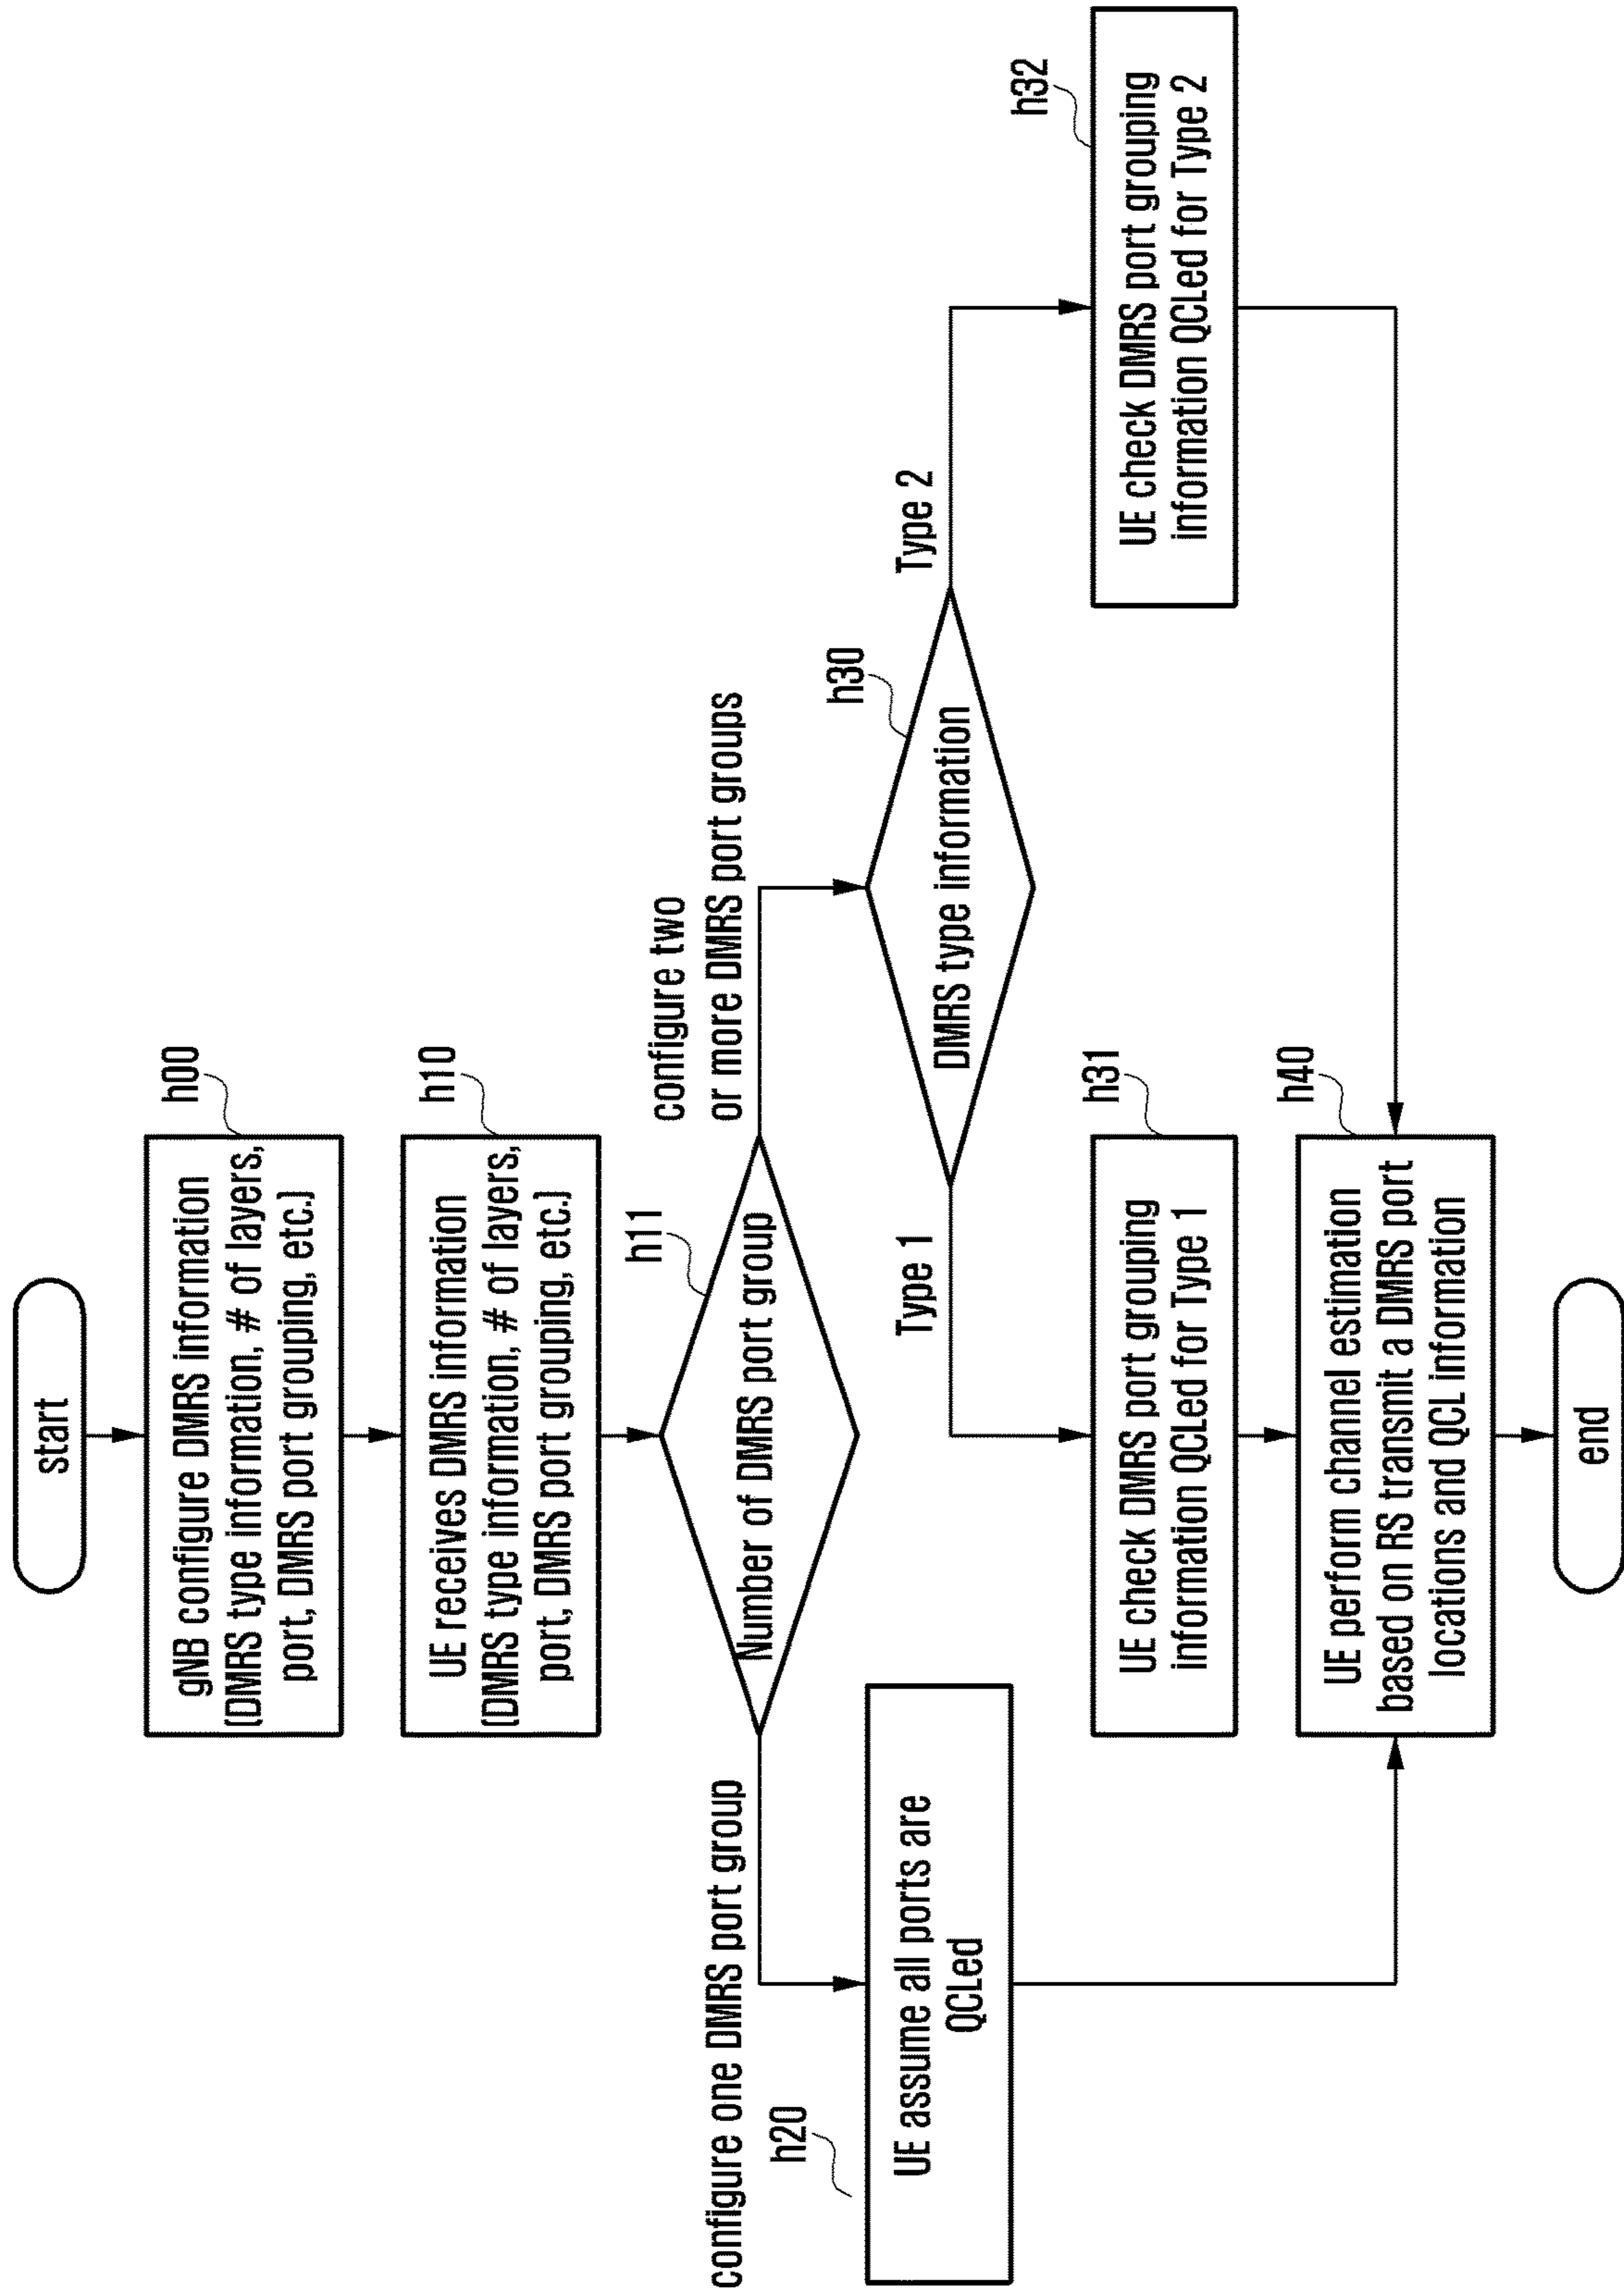 start
h00
gNB configure DMRS information
(DMRS type information, # of layers,
port, DMRS port grouping, etc.)
h10
UE receives DMRS information
(DMRS type information, # of layers,
port, DMRS port grouping, etc.)
h11
Number of DMRS port group
configure one DMRS port group
configure two
or more DMRS port groups
h20
UE assume all ports are
QCLed
h30
DMRS type information
Type 1
Type 2
h31
UE check DMRS port grouping
information QCLed for Type 1
h32
UE check DMRS port grouping
information QCLed for Type 2
h40
UE perform channel estimation
based on RS transmit a DMRS port
locations and QCL information
end